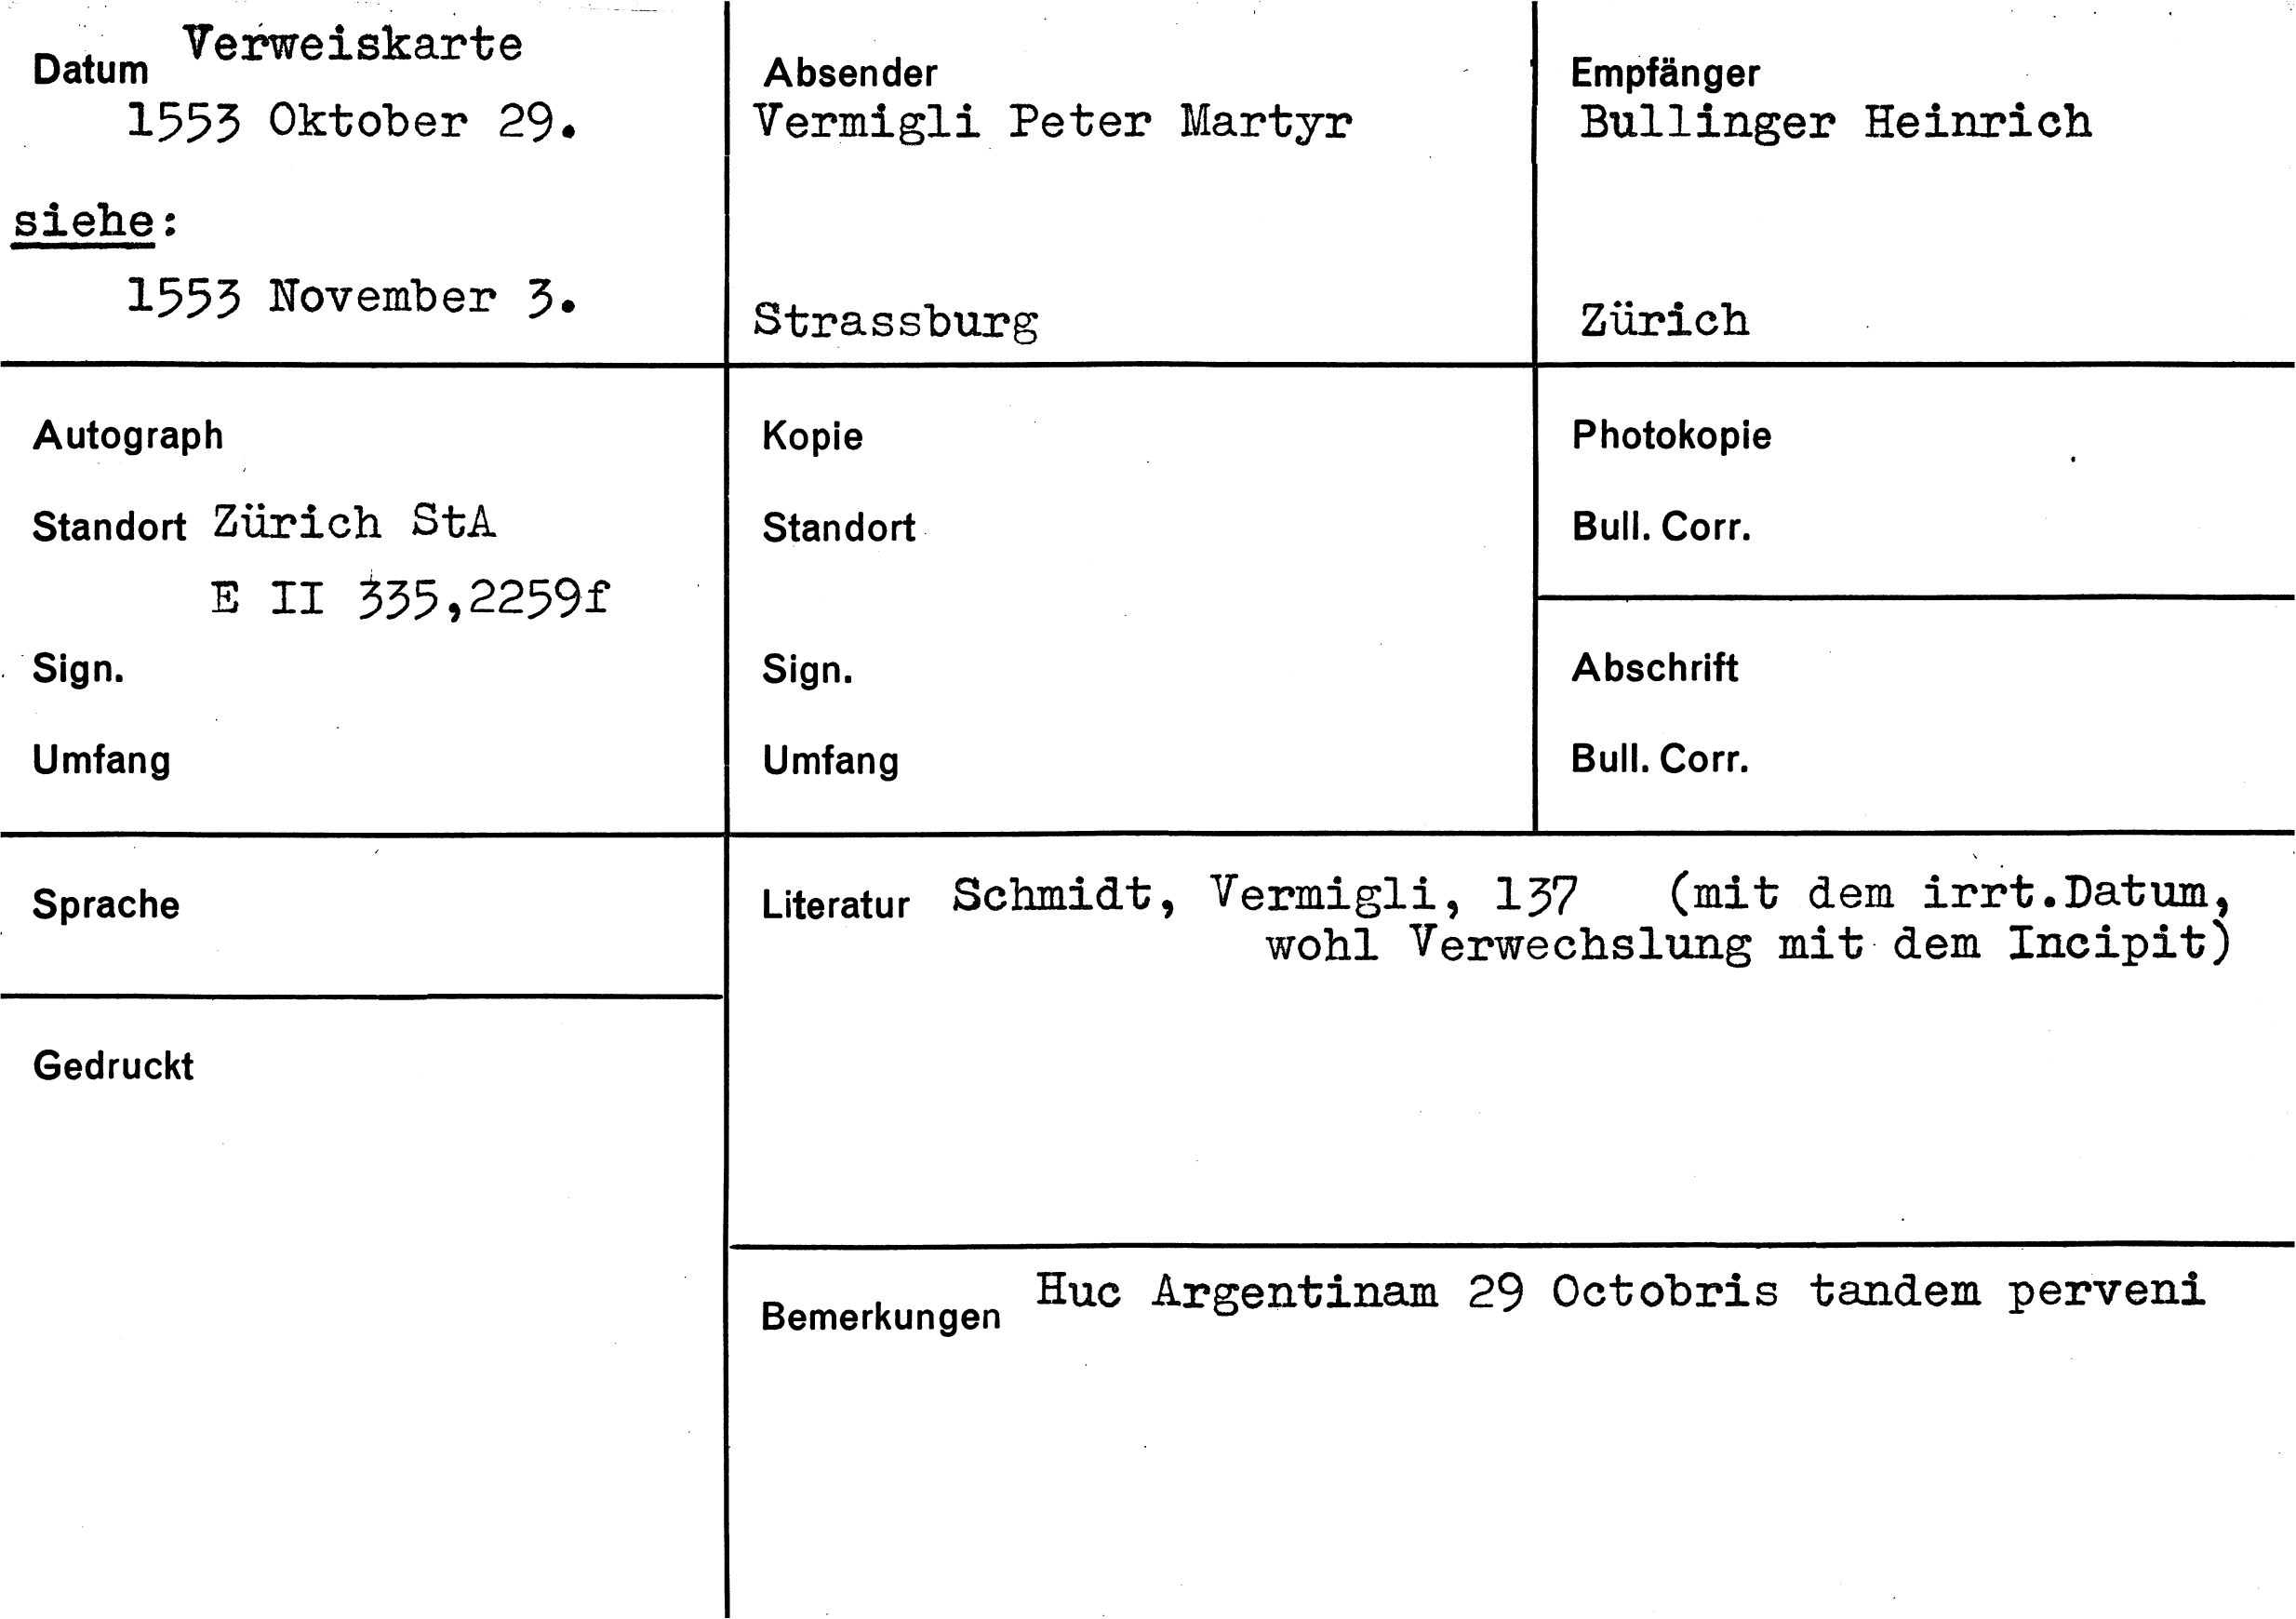 Verweiskarte
Datum
1553 Oktober 29.
siehe:
1553 November 3.
Absender
Vermigli Peter Martyr
Strassburg
Empfänger
Bullinger Heinrich
Zürich
Autograph
Standort Zürich StA
E II 335,2259f
Sign.
Umfang
Kopie
Standort
Sign.
Umfang
Photokopie
Bull. Corr.
Abschrift
Bull. Corr.
Sprache
Gedruckt
Literatur Schmidt, Vermigli, 137 (mit dem irrt.Datum,
wohl Verwechslung mit dem Incipit)
Bemerkungen Huc Argentinam 29 Octobris tandem perveni